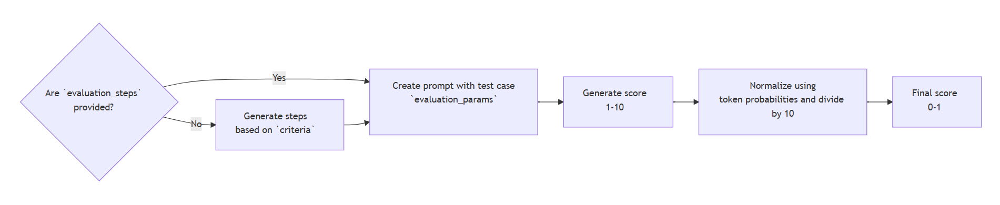 Are `evaluation_steps`
provided?
Yes
No
Generate steps
based on `criteria`
Create prompt with test case
`evaluation_params`
Generate score
1-10
Normalize using
token probabilities and divide
by 10
Final score
0-1